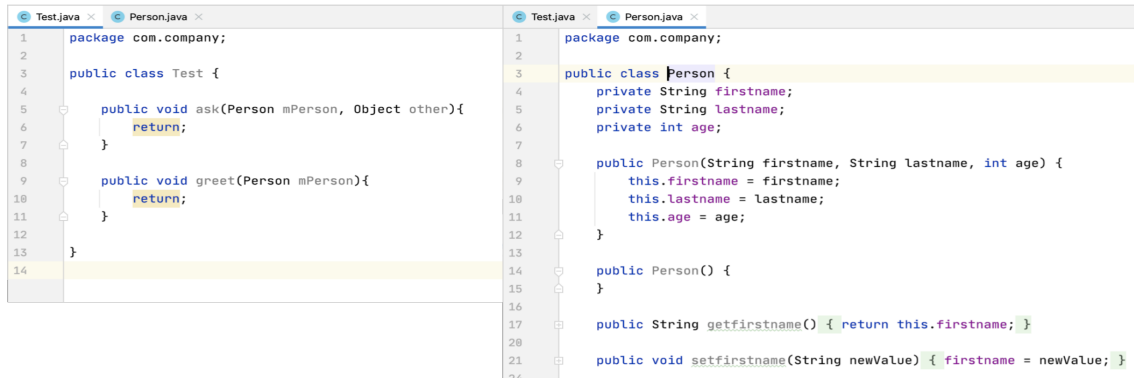 Test.java
Person.java
1 package com.company;
2
3 public class Test {
4
5 public void ask(Person mPerson, Object other){
6 return;
7 }
8
9 public void greet(Person mPerson){
10 return;
11 }
12
13 }
14
Test.java
Person.java
1 package com.company;
2
3 public class Person {
4 private String firstname;
5 private String lastname;
6 private int age;
7
8 public Person(String firstname, String lastname, int age) {
9 this.firstname = firstname;
10 this.lastname = lastname;
11 this.age = age;
12 }
13
14 public Person() {
15 }
16
17 public String getfirstname() { return this.firstname; }
20
21 public void setfirstname(String newValue) { firstname = newValue; }